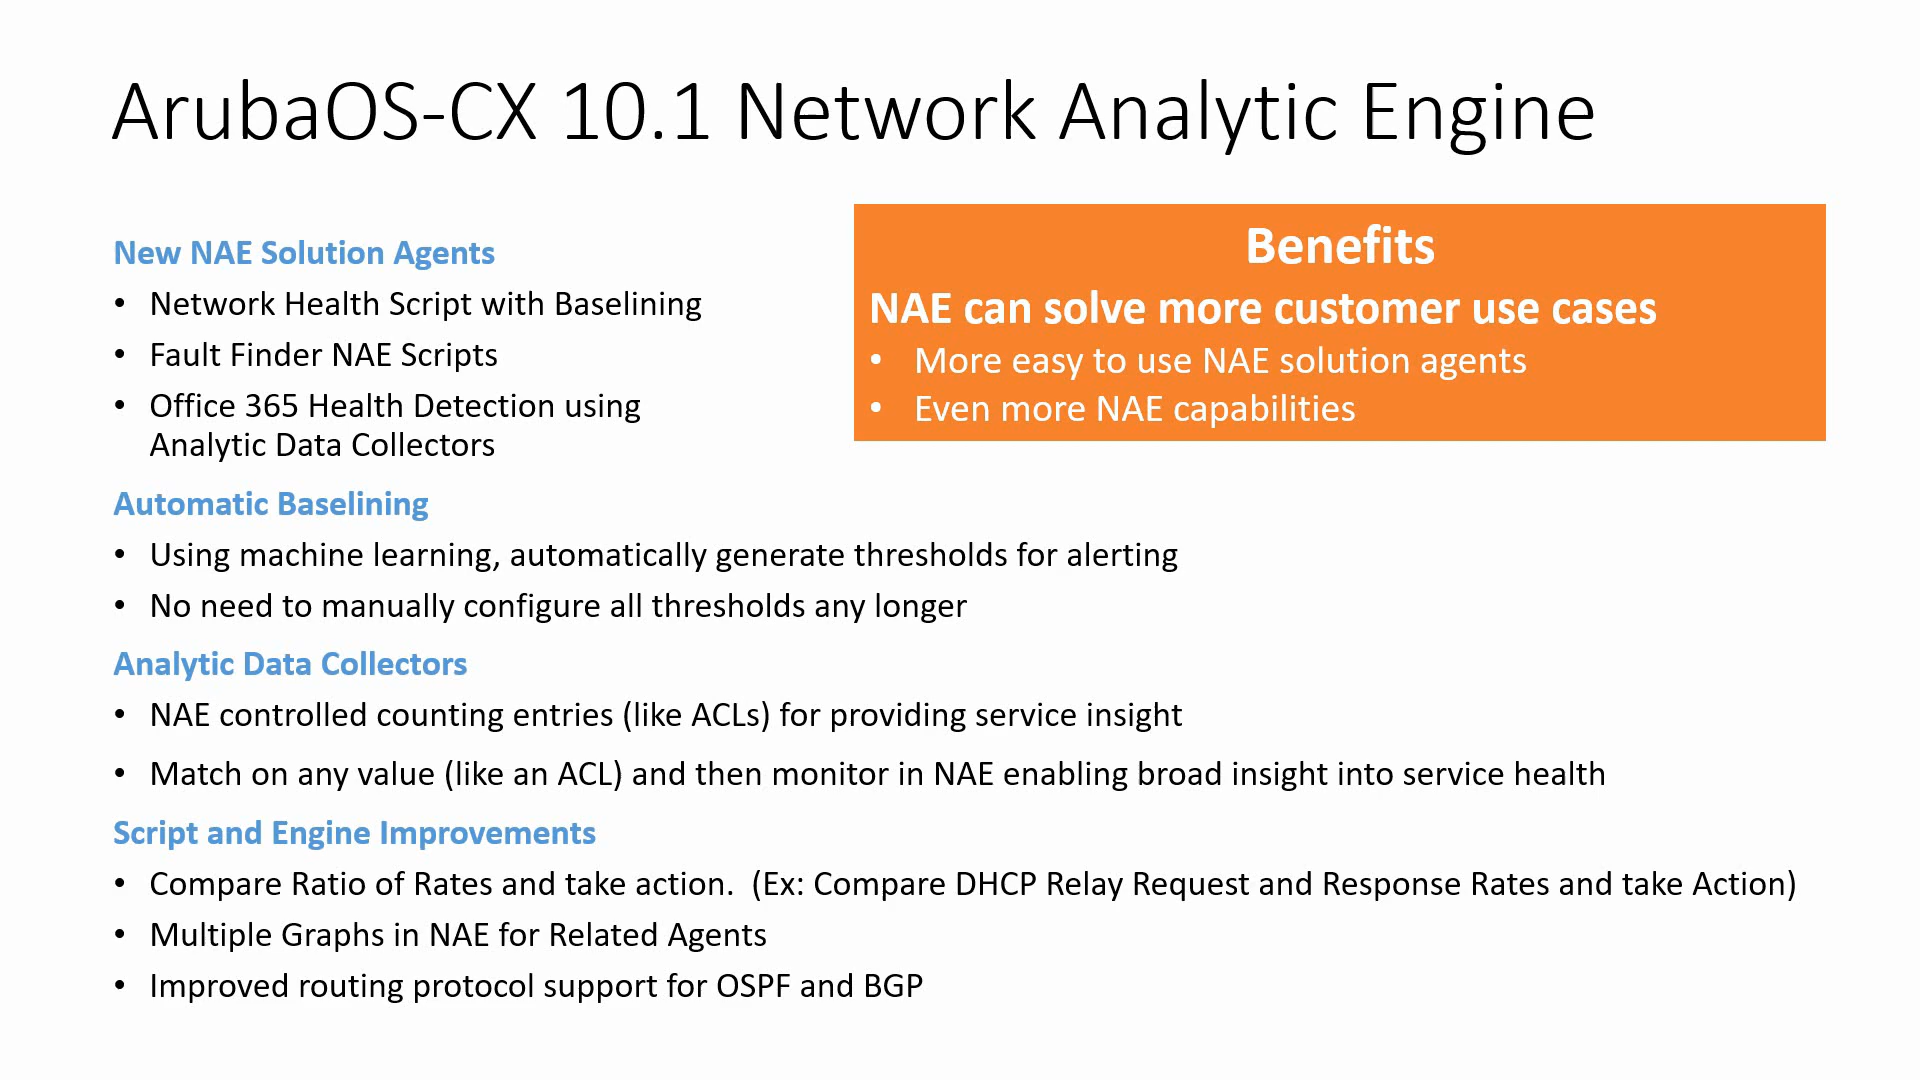 ArubaOS-CX 10.1 Network Analytic Engine
New NAE Solution Agents
• Network Health Script with Baselining
• Fault Finder NAE Scripts
• Office 365 Health Detection using
Analytic Data Collectors
Benefits
NAE can solve more customer use cases
• More easy to use NAE solution agents
• Even more NAE capabilities
Automatic Baselining
• Using machine learning, automatically generate thresholds for alerting
• No need to manually configure all thresholds any longer
Analytic Data Collectors
• NAE controlled counting entries (like ACLs) for providing service insight
• Match on any value (like an ACL) and then monitor in NAE enabling broad insight into service health
Script and Engine Improvements
• Compare Ratio of Rates and take action.  (Ex: Compare DHCP Relay Request and Response Rates and take Action)
• Multiple Graphs in NAE for Related Agents
• Improved routing protocol support for OSPF and BGP